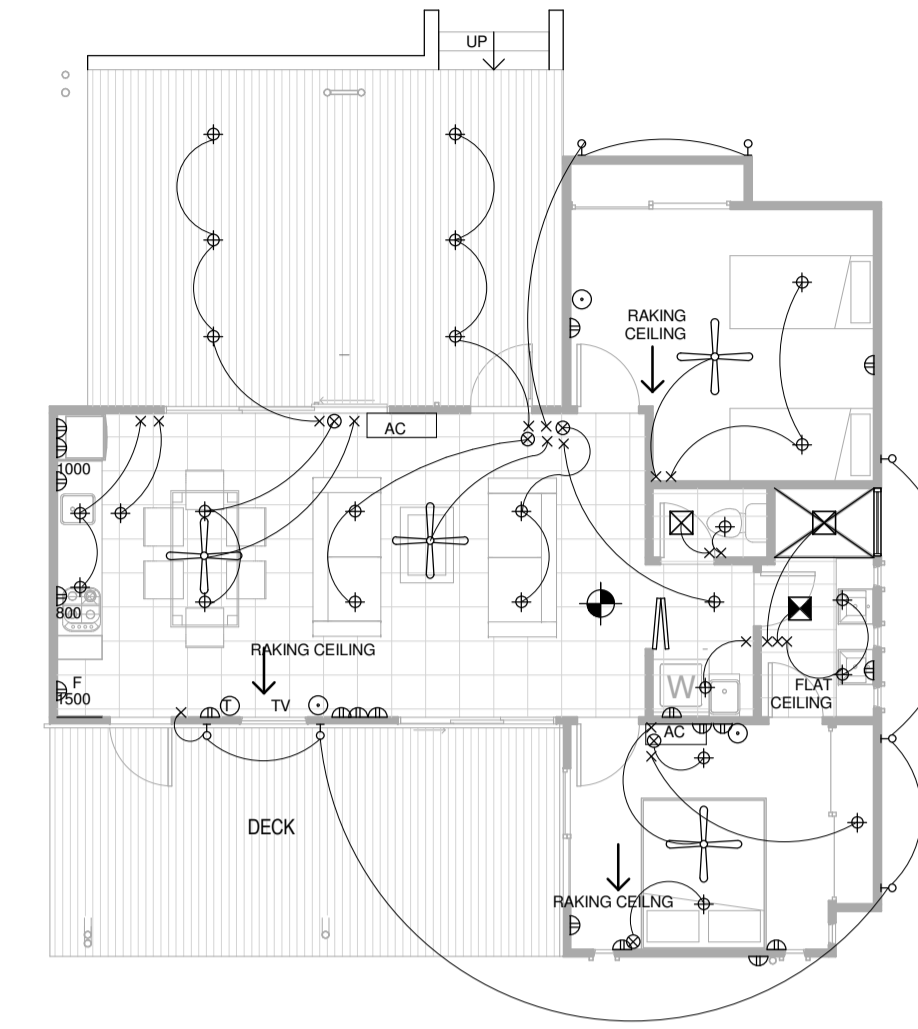 UP
RAKING
CEILING
AC
1000
800
RAKING CEILING
F
1500
T
TV
W
FLAT
CEILING
AC
DECK
RAKING CEILNG